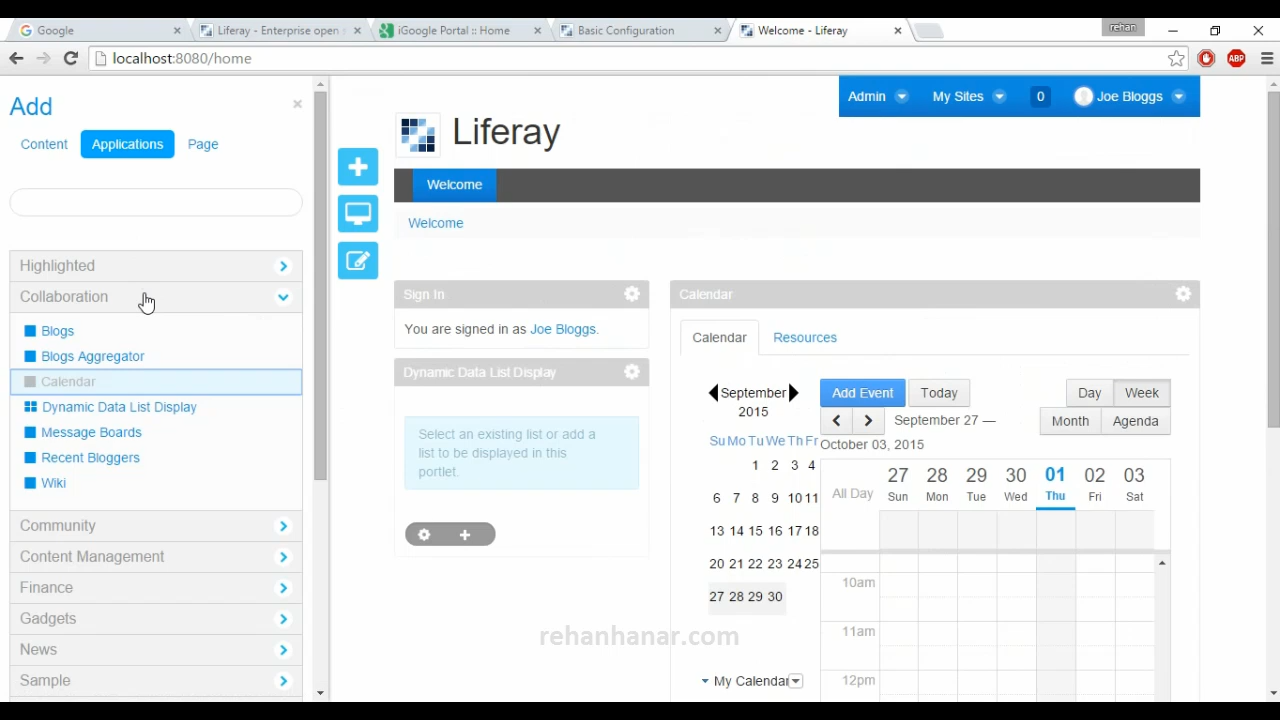 Google
Liferay - Enterprise open
iGoogle Portal :: Home
Basic Configuration
Welcome - Liferay
rehan
localhost:8080/home
ABP
Add
Content
Applications
Page
Highlighted
Collaboration
Blogs
Blogs Aggregator
Calendar
Dynamic Data List Display
Message Boards
Recent Bloggers
Wiki
Community
Content Management
Finance
Gadgets
News
Sample
Admin
My Sites
0
Joe Bloggs
Liferay
Welcome
Welcome
Sign In
You are signed in as Joe Bloggs.
Dynamic Data List Display
Select an existing list or add a
list to be displayed in this
portlet.
Calendar
Calendar
Resources
September
2015
Su Mo Tu We Th Fr
1 2 3 4
6 7 8 9 10 11
13 14 15 16 17 18
20 21 22 23 24 25
27 28 29 30
My Calendar
Add Event
Today
Day
Week
September 27 —
October 03, 2015
Month
Agenda
All Day
27 28 29 30 01 02 03
Sun Mon Tue Wed Thu Fri Sat
10am
11am
12pm
rehanhanar.com